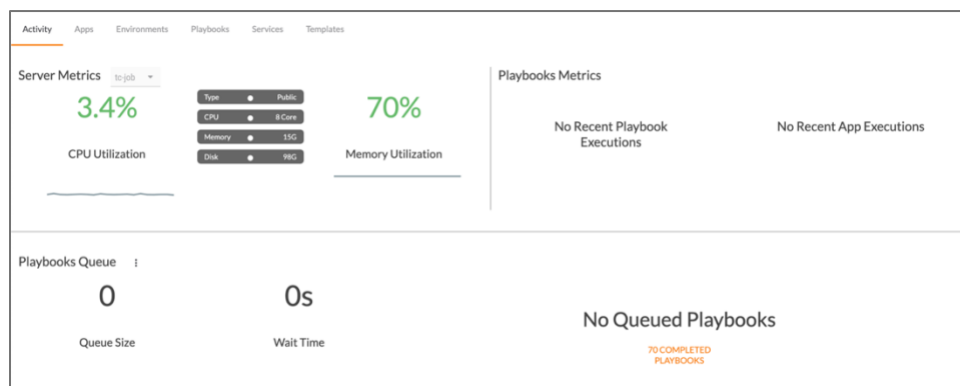 Activity Apps Environments Playbooks Services Templates
Server Metrics to-job
3.4%
CPU Utilization
Type Public
CPU 8 Core
Memory 15G
Disk 98G
70%
Memory Utilization
Playbooks Metrics
No Recent Playbook
Executions
No Recent App Executions
Playbooks Queue
0
Queue Size
0s
Wait Time
No Queued Playbooks
70 COMPLETED
PLAYBOOKS